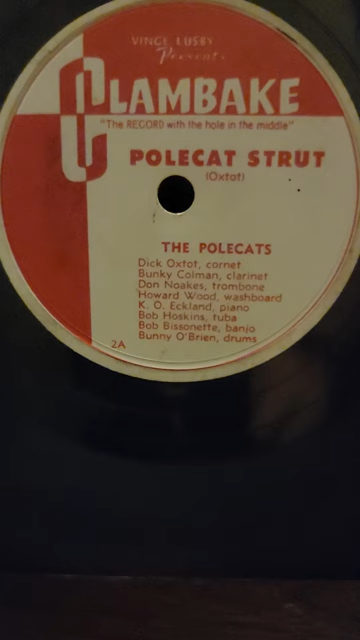 VINCE LUSBY
Presents
CLAMBAKE
"The RECORD with the hole in the middle"
POLECAT STRUT
(Oxtot)
THE POLECATS
Dick Oxtot, cornet
Bunky Colman, clarinet
Don Noakes, trombone
Howard Wood, washboard
K. O. Eckland, piano
Bob Hoskins, tuba
Bob Bissonette, banjo
Bunny O'Brien, drums
2A